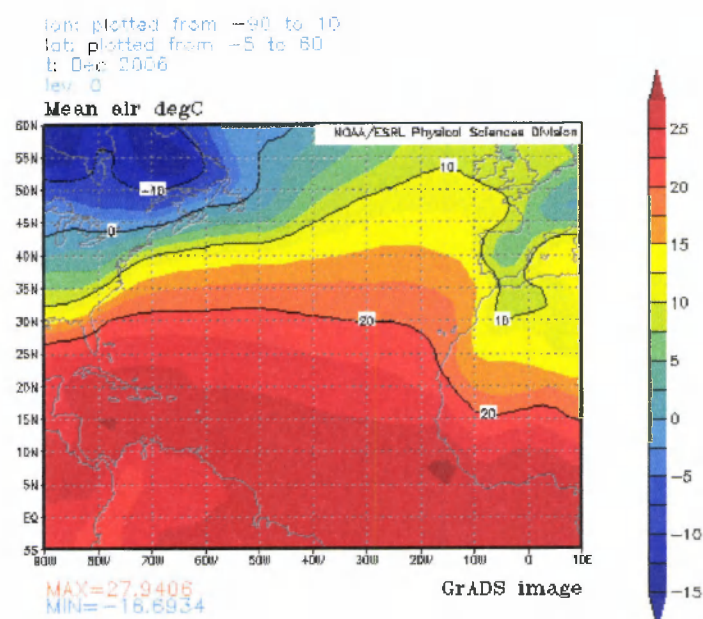 lon: plotted from -90 to 10
lat: plotted from -5 to 60
t: Dec 2006
lev: 0
Mean air degC
NOAA/ESRL Physical Sciences Division
60N
55N
50N
45N
40N
35N
30N
25N
20N
15N
10N
5N
EQ
5S
10
-10
0
20
10
20
90W 80W 70W 60W 50W 40W 30W 20W 10W 0 10E
25
20
15
10
5
0
-5
-10
-15
MAX=27.9406
MIN=-16.6934
GrADS image